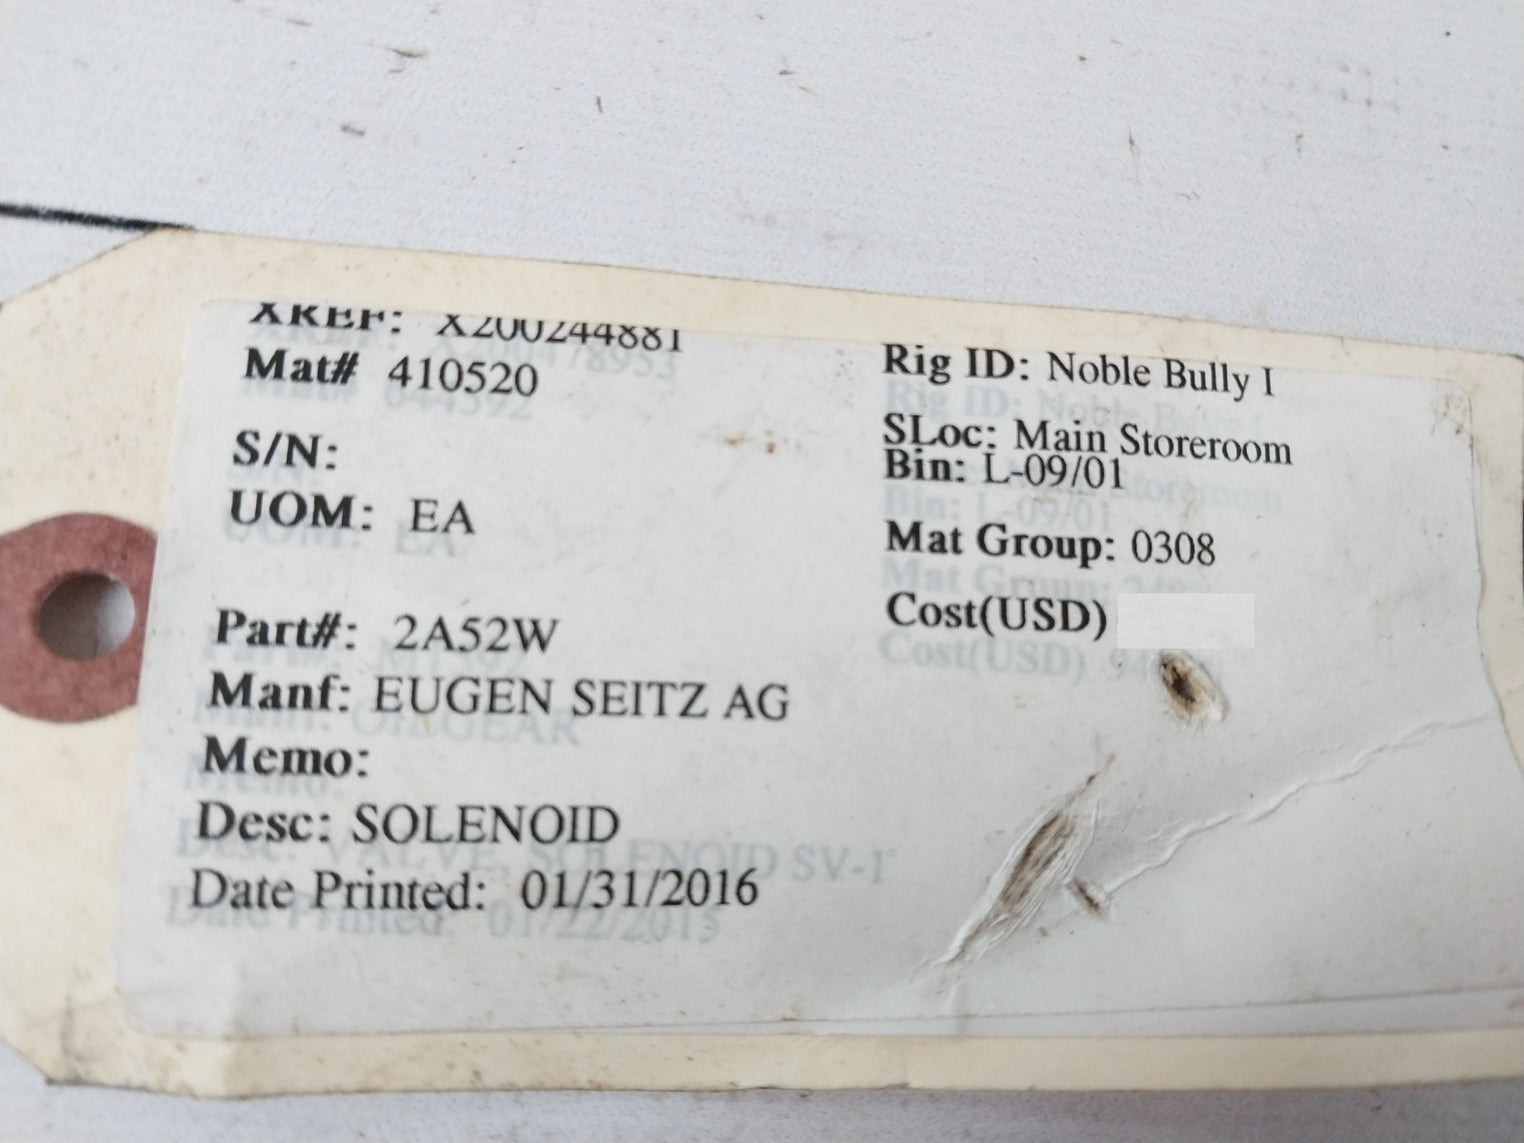 XREF: X200244881
Mat# 410520
S/N:
UOM: EA
Part#: 2A52W
Manf: EUGEN SEITZ AG
Memo:
Desc: SOLENOID
Date Printed: 01/31/2016
Rig ID: Noble Bully I
SLoc: Main Storeroom
Bin: L-09/01
Mat Group: 0308
Cost(USD)